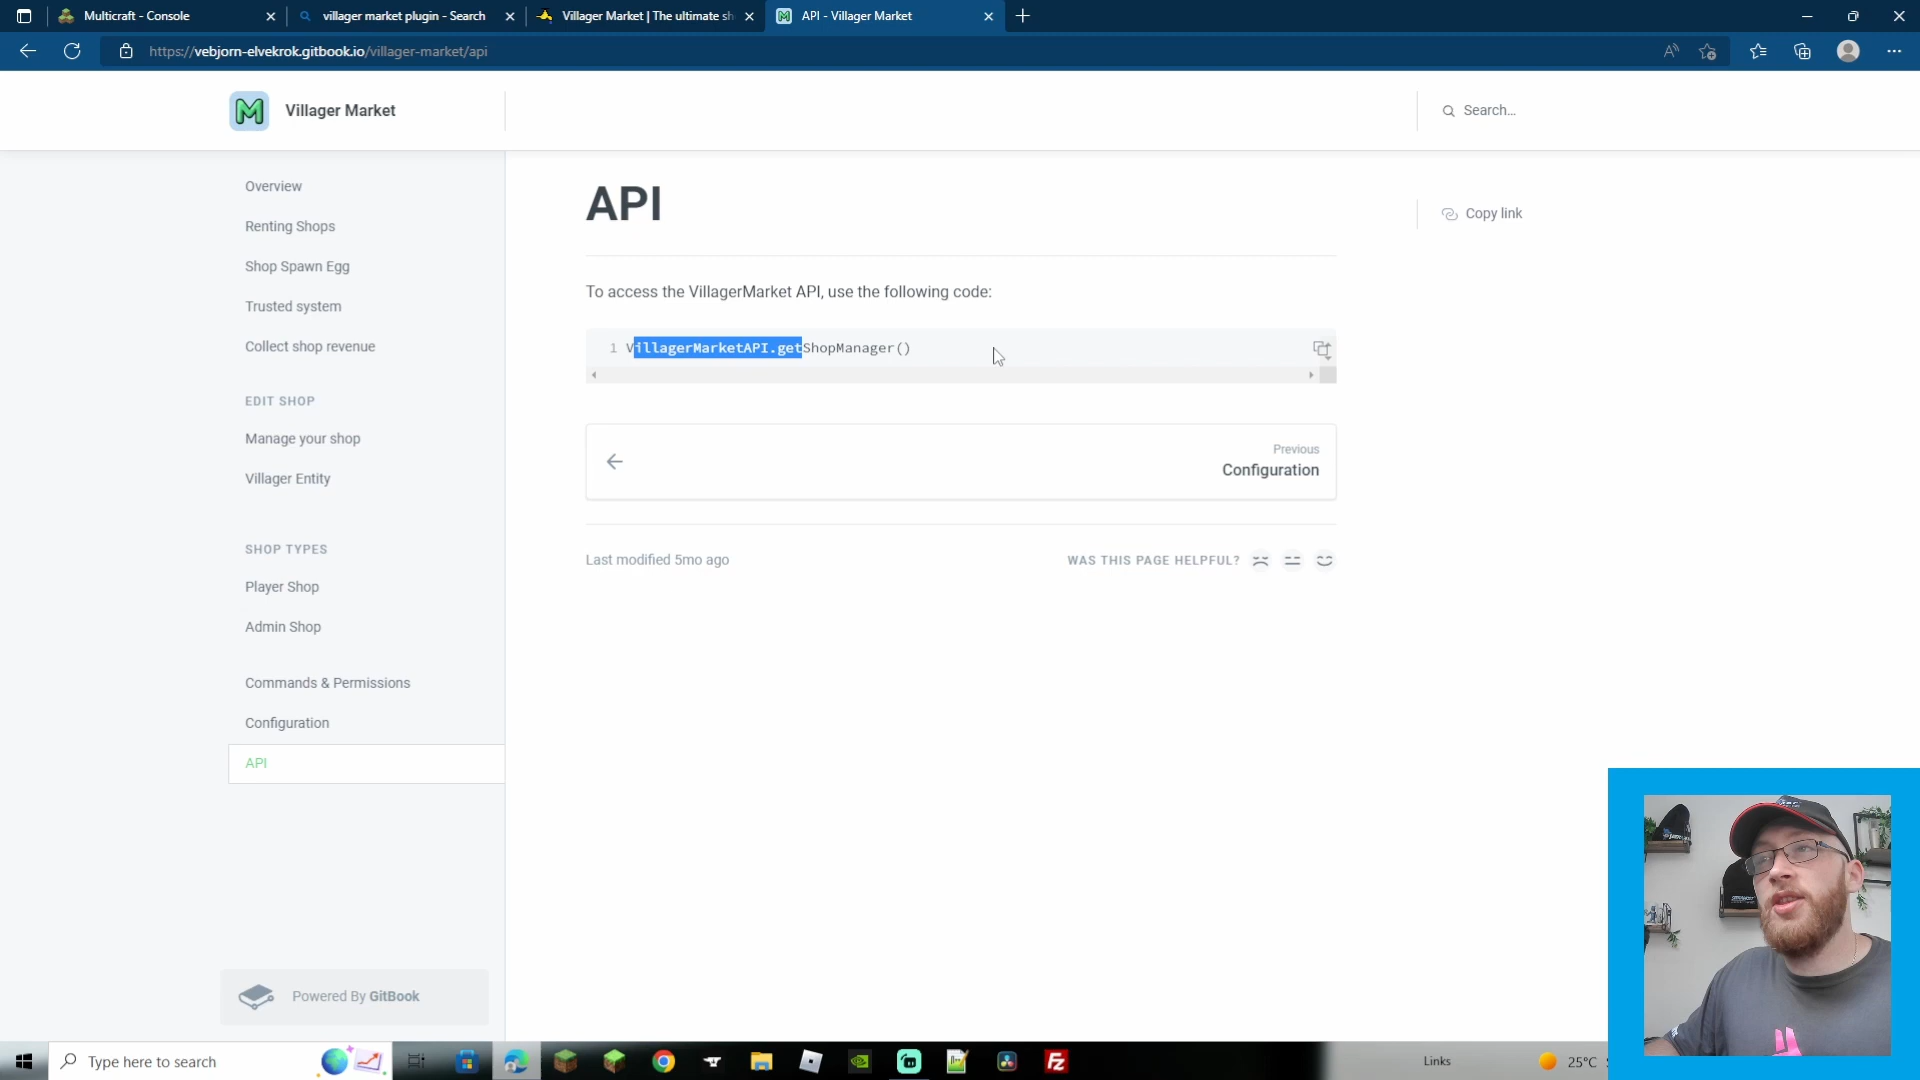 Multicraft - Console
villager market plugin - Search
Villager Market | The ultimate sh
API - Villager Market
https://vebjorn-elvekrok.gitbook.io/villager-market/api
Villager Market
Search...
Overview
Renting Shops
Shop Spawn Egg
Trusted system
Collect shop revenue
EDIT SHOP
Manage your shop
Villager Entity
SHOP TYPES
Player Shop
Admin Shop
Commands & Permissions
Configuration
API
Powered By GitBook
API
Copy link
To access the VillagerMarket API, use the following code:
1 VillagerMarketAPI.getShopManager()
Previous
Configuration
Last modified 5mo ago
WAS THIS PAGE HELPFUL?
Type here to search
Links
25°C